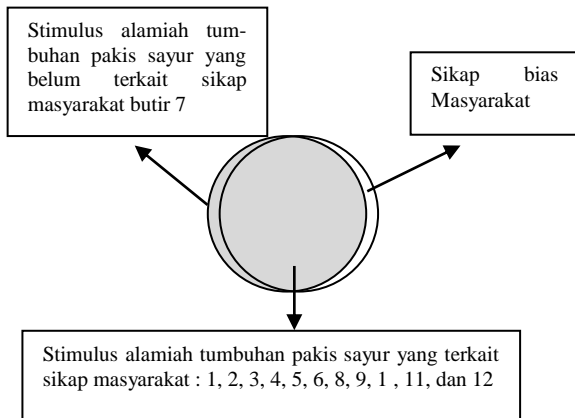 Stimulus alamiah tum-
buhan pakis sayur yang
belum terkait sikap
masyarakat butir 7
Sikap bias
Masyarakat
Stimulus alamiah tumbuhan pakis sayur yang terkait
sikap masyarakat : 1, 2, 3, 4, 5, 6, 8, 9, 1 , 11, dan 12